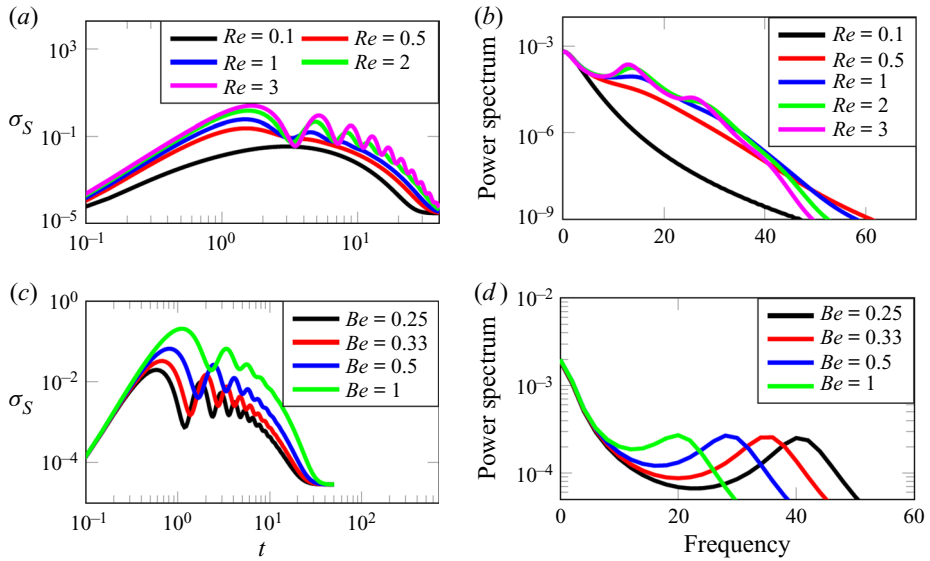 (a)
10^3
10^1
10^-1
10^-5
σ_S
Re = 0.1
Re = 0.5
Re = 1
Re = 2
Re = 3
10^-1
10^0
10^1
(b)
Power spectrum
10^-3
10^-6
10^-9
Re = 0.1
Re = 0.5
Re = 1
Re = 2
Re = 3
0
20
40
60
(c)
10^0
10^-2
10^-4
σ_S
Be = 0.25
Be = 0.33
Be = 0.5
Be = 1
10^-1
10^0
10^1
10^2
t
(d)
Power spectrum
10^-2
10^-3
10^-4
Be = 0.25
Be = 0.33
Be = 0.5
Be = 1
0
20
40
60
Frequency